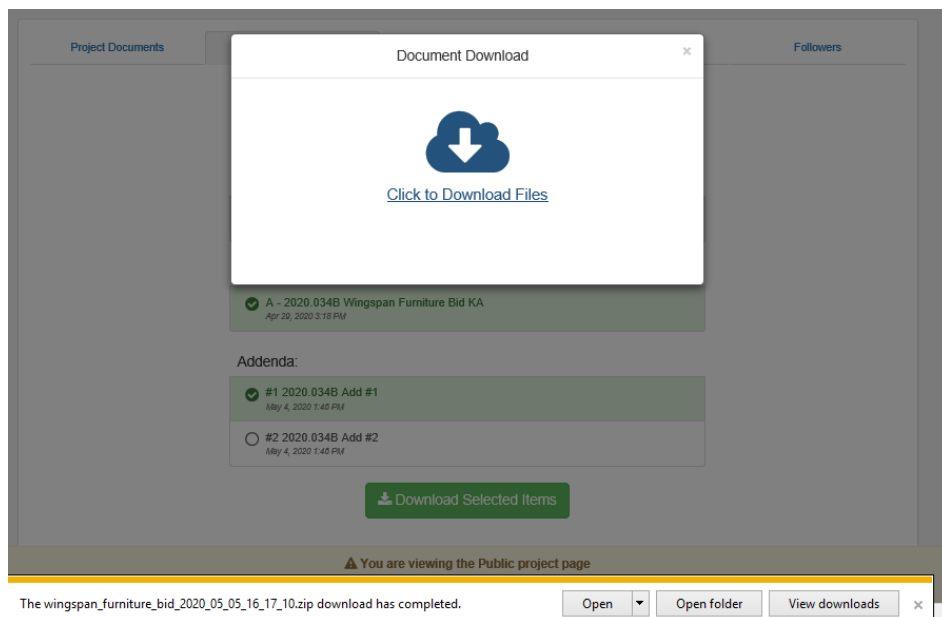 Project Documents
Document Download
×
Followers
Click to Download Files
A - 2020.034B Wingspan Furniture Bid KA
Apr 29, 2020 3:18 PM
Addenda:
#1 2020.034B Add #1
May 4, 2020 1:46 PM
#2 2020.034B Add #2
May 4, 2020 1:46 PM
Download Selected Items
You are viewing the Public project page
The wingspan_furniture_bid_2020_05_05_16_17_10.zip download has completed.
Open
Open folder
View downloads
×